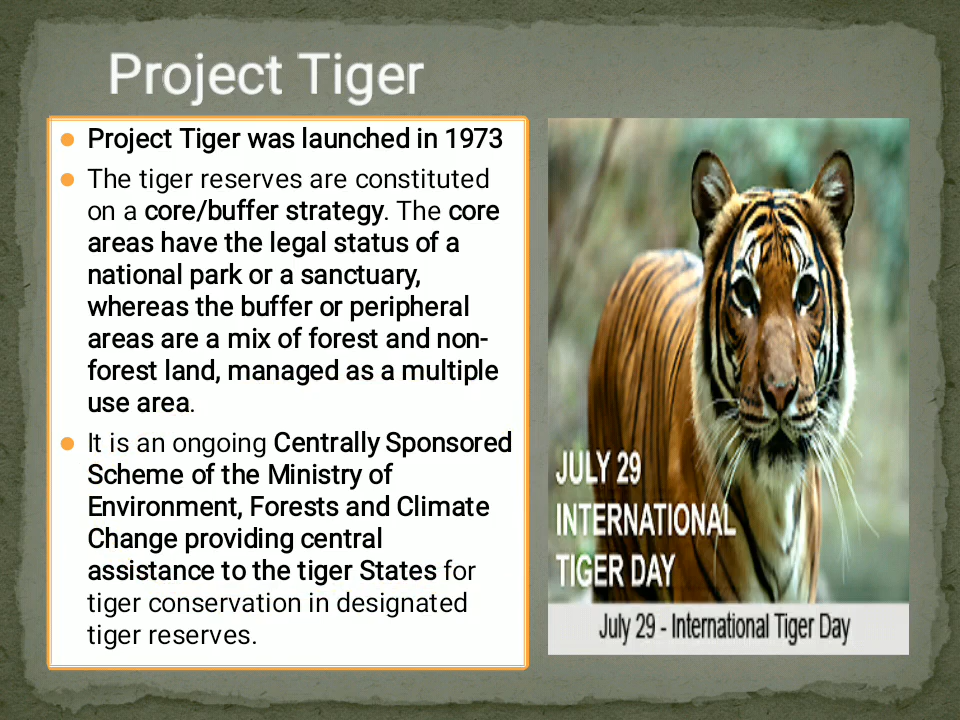 Project Tiger
Project Tiger was launched in 1973
The tiger reserves are constituted
on a core/buffer strategy. The core
areas have the legal status of a
national park or a sanctuary,
whereas the buffer or peripheral
areas are a mix of forest and non-
forest land, managed as a multiple
use area.
It is an ongoing Centrally Sponsored
Scheme of the Ministry of
Environment, Forests and Climate
Change providing central
assistance to the tiger States for
tiger conservation in designated
tiger reserves.
JULY 29
INTERNATIONAL
TIGER DAY
July 29 - International Tiger Day